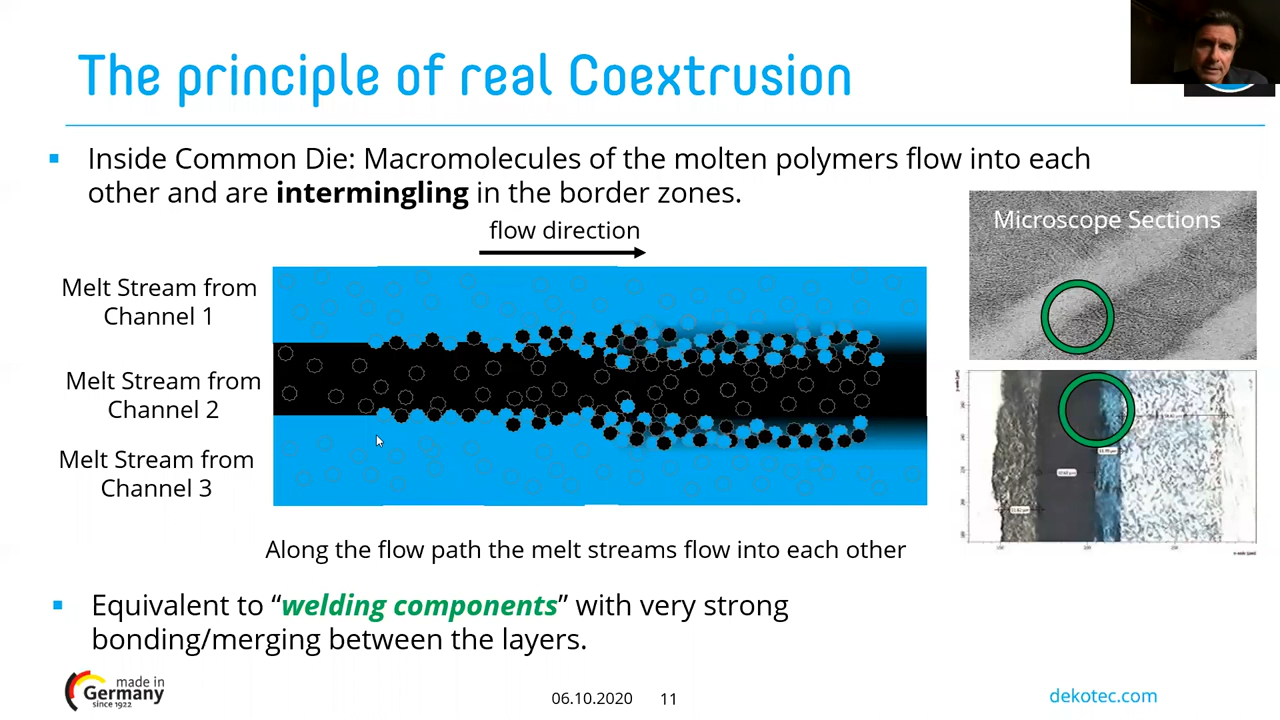 The principle of real Coextrusion
Inside Common Die: Macromolecules of the molten polymers flow into each
other and are intermingling in the border zones.
flow direction
Microscope Sections
Melt Stream from
Channel 1
Melt Stream from
Channel 2
Melt Stream from
Channel 3
Along the flow path the melt streams flow into each other
Equivalent to “welding components” with very strong
bonding/merging between the layers.
made in
Germany
since 1922
06.10.2020
11
dekotec.com